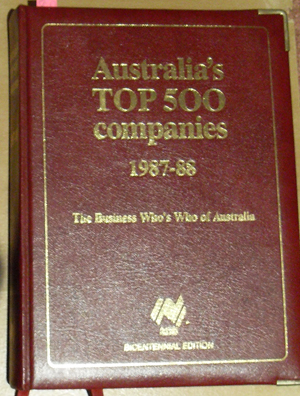 Australia's
TOP 500
companies
1987-88
The Business Who's Who of Australia
BICENTENNIAL EDITION